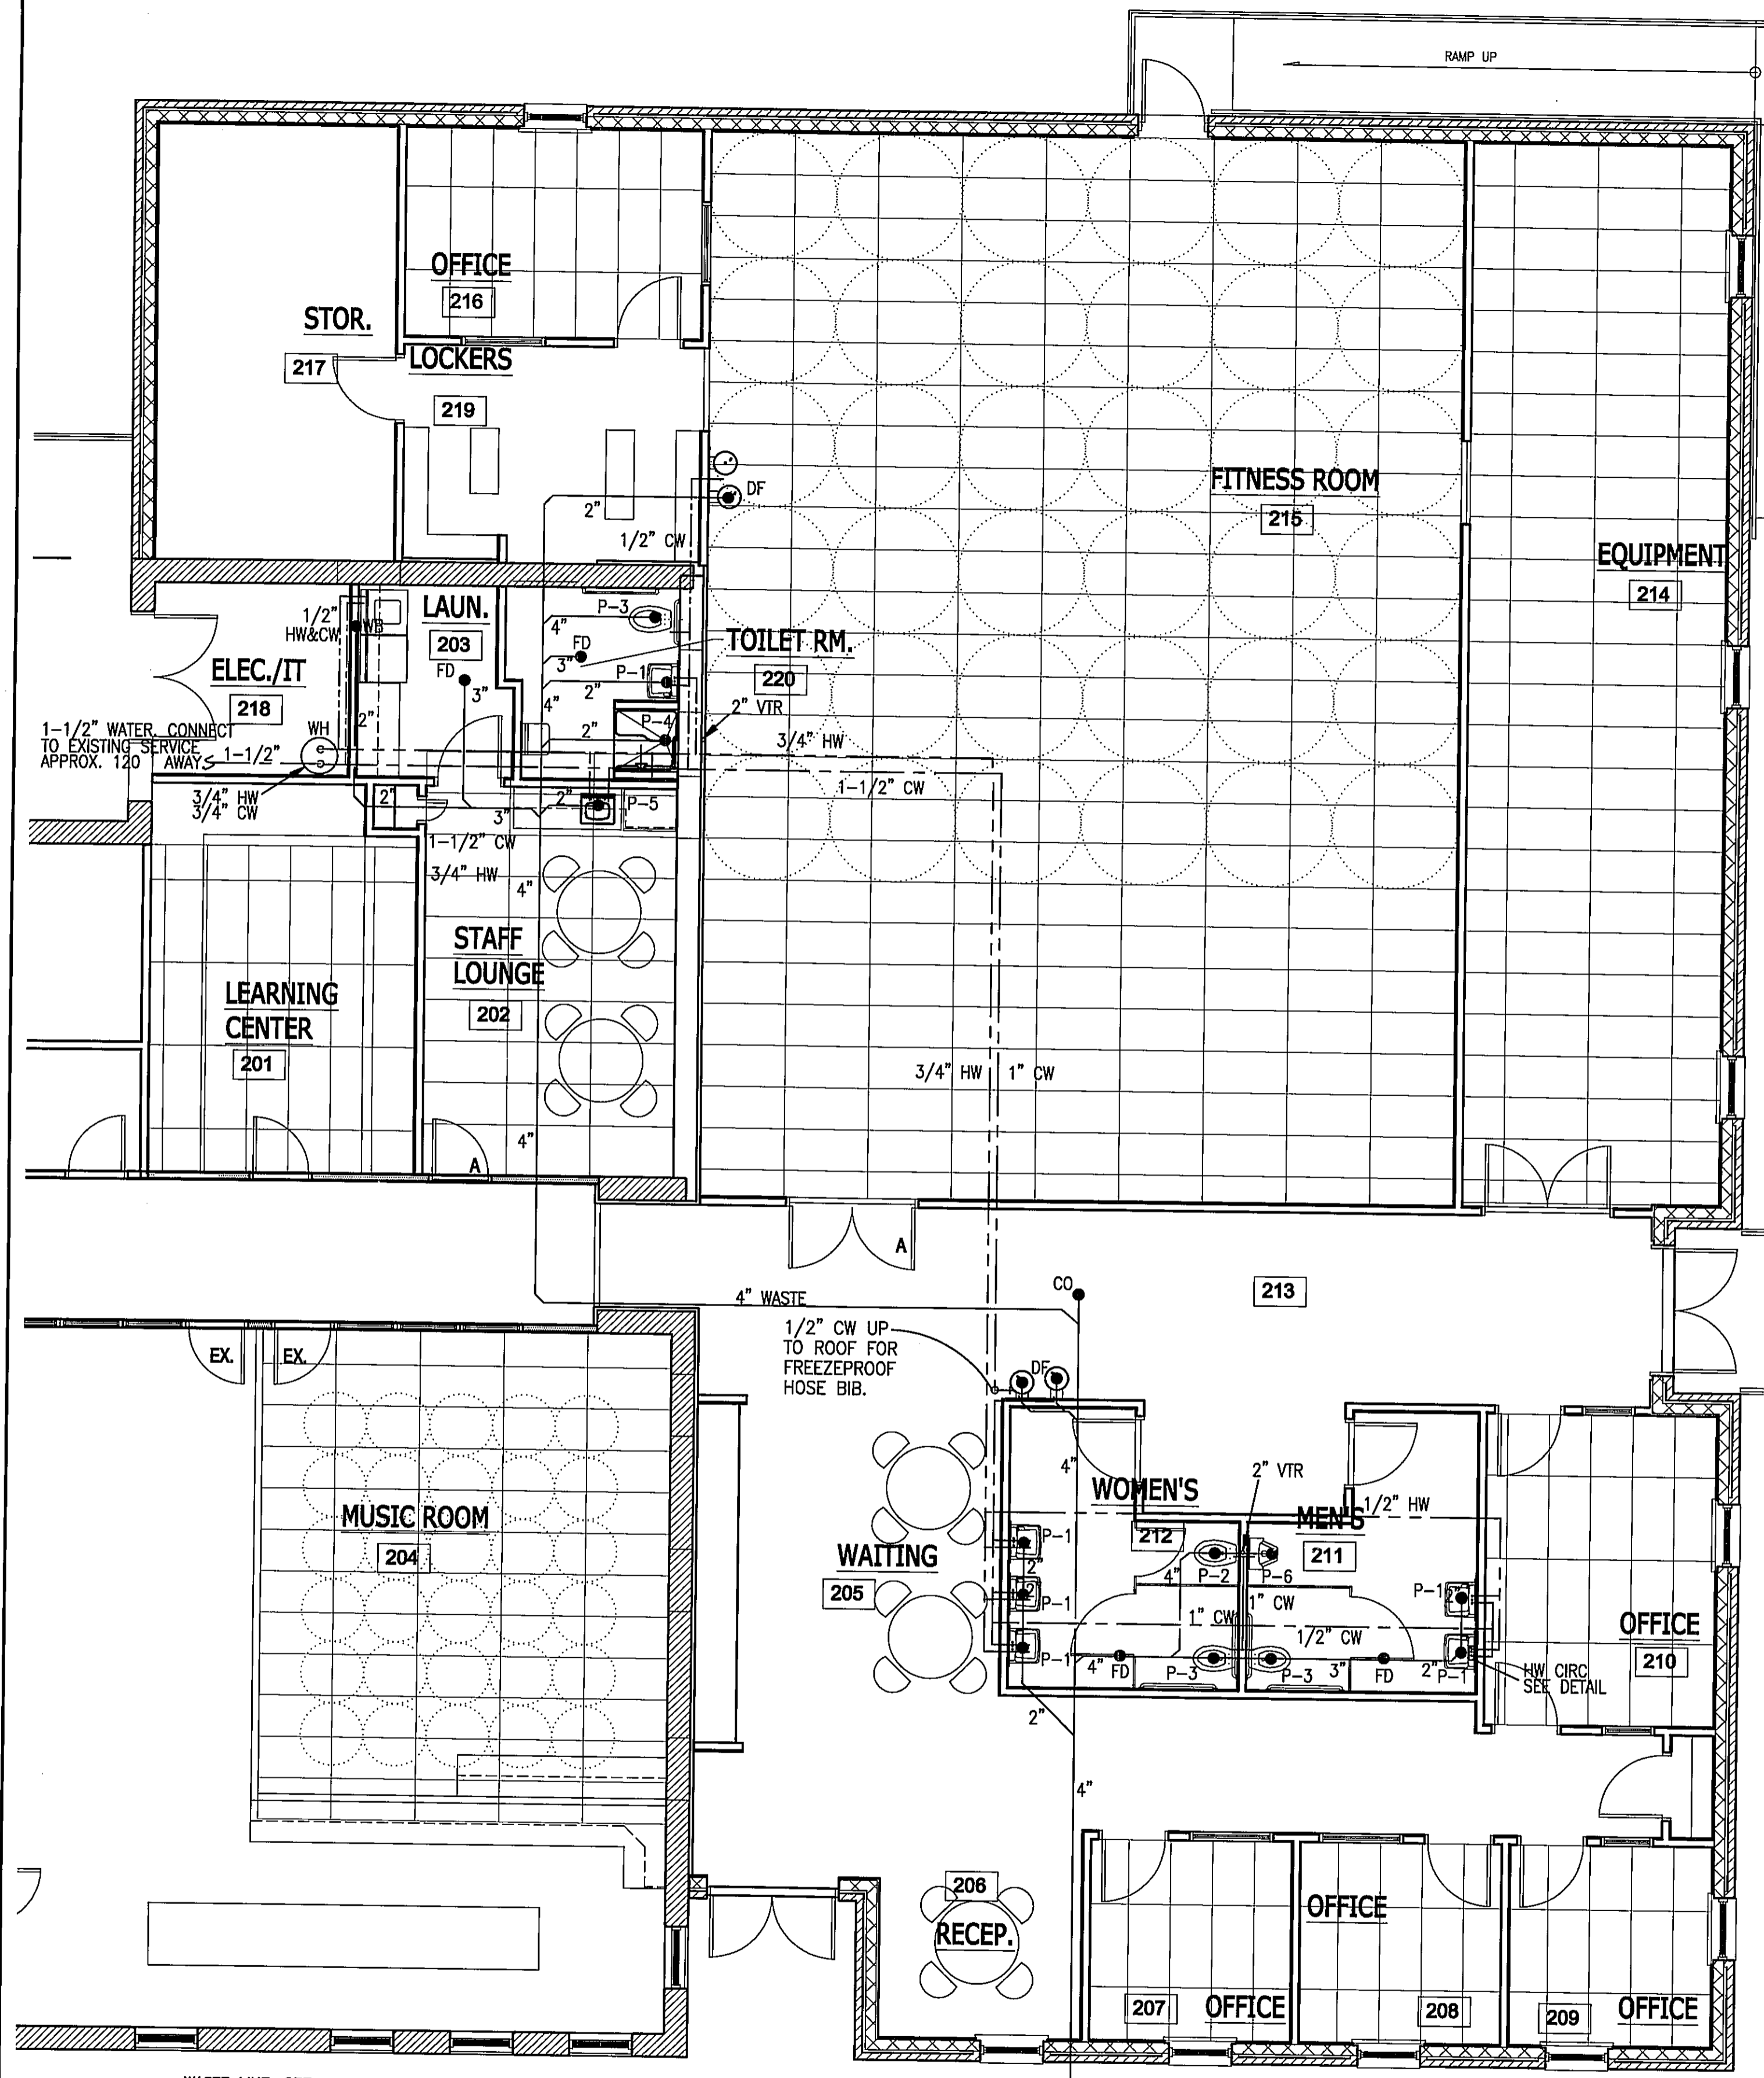 RAMP UP
OFFICE
216
STOR.
217
LOCKERS
219
DF
2"
1/2" CW
FITNESS ROOM
215
EQUIPMENT
214
1/2"
HW&CW
WB
LAUN.
203
FD
3"
P-3
4"
FD
3"
P-1
2"
4"
TOILET RM.
220
ELEC./IT
218
2"
WH
1-1/2" WATER. CONNECT
TO EXISTING SERVICE
APPROX. 120' AWAY
1-1/2"
3/4" HW
3/4" CW
P-4
2"
2" VTR
3/4" HW
1-1/2" CW
2"
3"
2"
P-5
1-1/2" CW
3/4" HW
4"
STAFF
LOUNGE
202
LEARNING
CENTER
201
3/4" HW
1" CW
4"
A
A
CO
213
4" WASTE
1/2" CW UP
TO ROOF FOR
FREEZEPROOF
HOSE BIB.
DF
EX.
EX.
MUSIC ROOM
204
WAITING
205
4"
WOMEN'S
212
2" VTR
MEN'S
211
1/2" HW
P-1
2"
P-1
2"
P-1
4"
P-2
P-6
P-1
2"
1" CW
1" CW
1/2" CW
4"
FD
P-3
P-3
3"
FD
2"
P-1
HW CIRC
SEE DETAIL
OFFICE
210
2"
4"
206
RECEP.
207
OFFICE
OFFICE
208
209
OFFICE